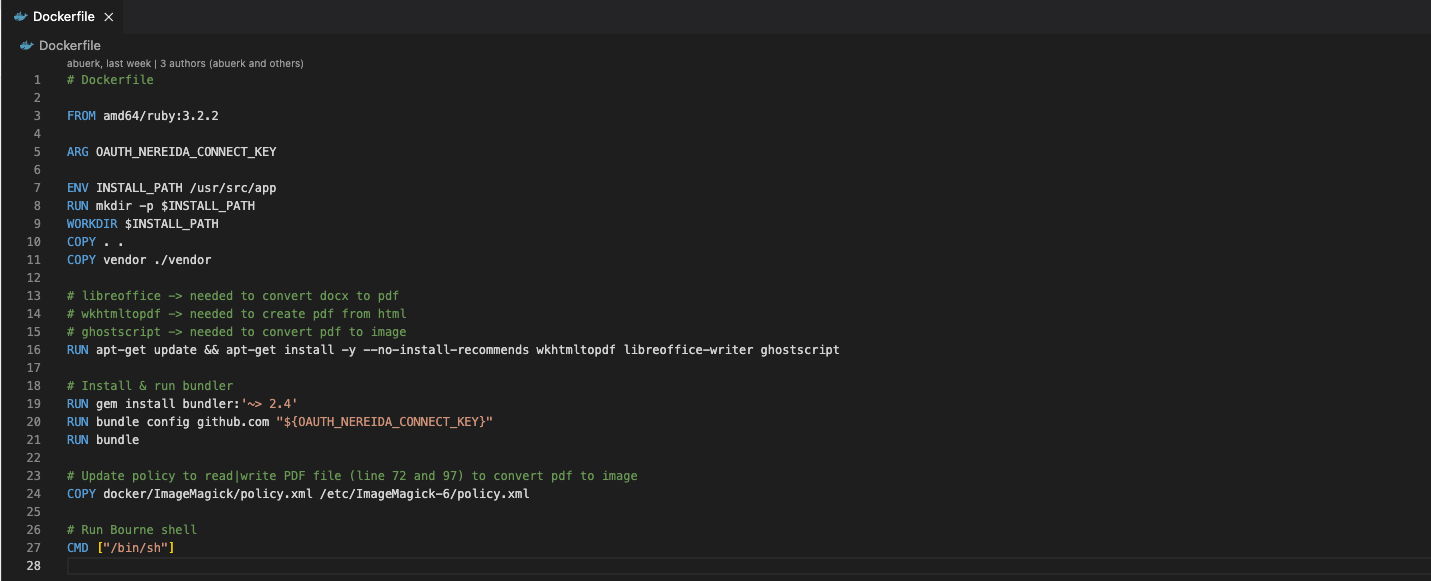 Dockerfile
Dockerfile
abuerk, last week | 3 authors (abuerk and others)
1 # Dockerfile
2
3 FROM amd64/ruby:3.2.2
4
5 ARG OAUTH_NEREIDA_CONNECT_KEY
6
7 ENV INSTALL_PATH /usr/src/app
8 RUN mkdir -p $INSTALL_PATH
9 WORKDIR $INSTALL_PATH
10 COPY . .
11 COPY vendor ./vendor
12
13 # libreoffice -> needed to convert docx to pdf
14 # wkhtmltopdf -> needed to create pdf from html
15 # ghostscript -> needed to convert pdf to image
16 RUN apt-get update && apt-get install -y --no-install-recommends wkhtmltopdf libreoffice-writer ghostscript
17
18 # Install & run bundler
19 RUN gem install bundler:'~> 2.4'
20 RUN bundle config github.com "${OAUTH_NEREIDA_CONNECT_KEY}"
21 RUN bundle
22
23 # Update policy to read|write PDF file (line 72 and 97) to convert pdf to image
24 COPY docker/ImageMagick/policy.xml /etc/ImageMagick-6/policy.xml
25
26 # Run Bourne shell
27 CMD ["/bin/sh"]
28